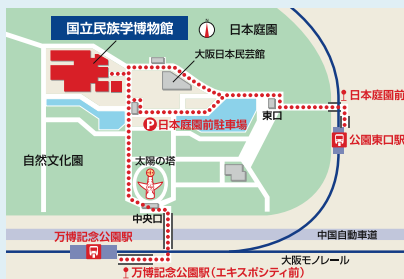 国立民族学博物館
N
日本庭園
大阪日本民芸館
日本庭園前
東口
P 日本庭園前駐車場
公園東口駅
自然文化園
太陽の塔
中央口
万博記念公園駅
中国自動車道
大阪モノレール
万博記念公園駅(エキスポシティ前)